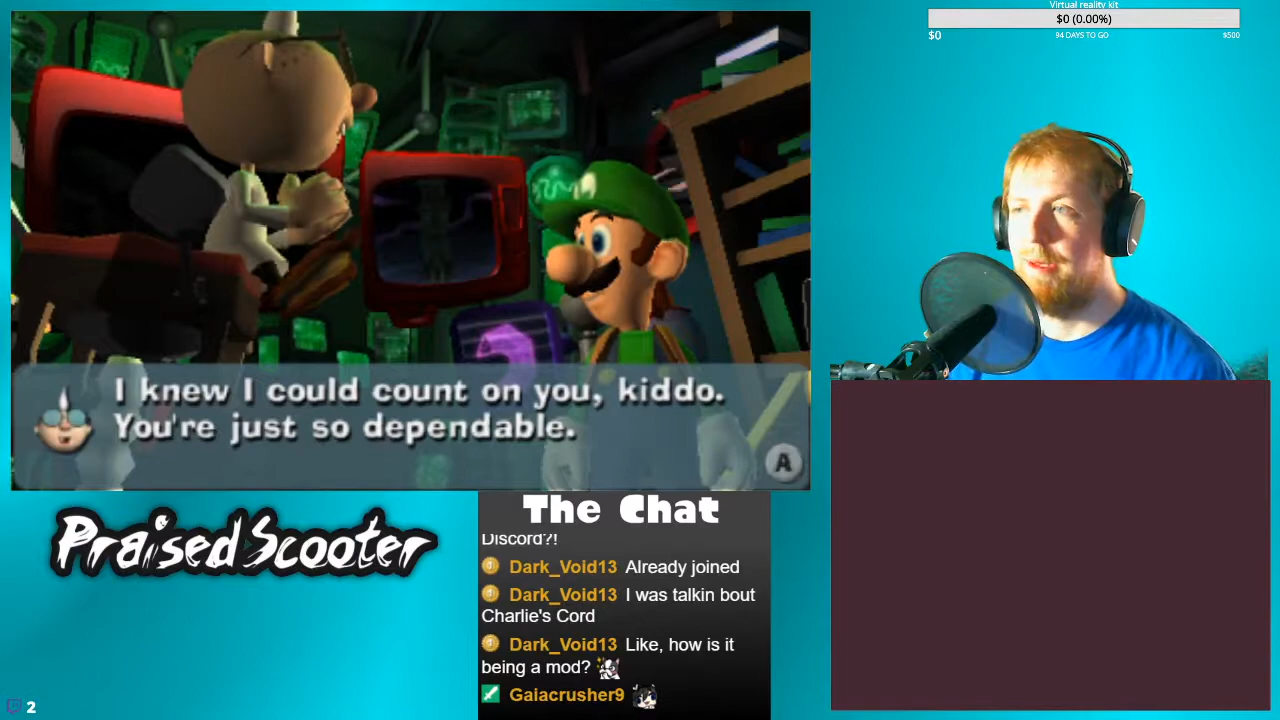 Virtual reality kit
$0 (0.00%)
$0 94 DAYS TO GO $500
I knew I could count on you, kiddo.
You're just so dependable.
A
PraisedScooter
The Chat
Discord?!
Dark_Void13 Already joined
Dark_Void13 I was talkin bout
Charlie's Cord
Dark_Void13 Like, how is it
being a mod?
Gaiacrusher9
2